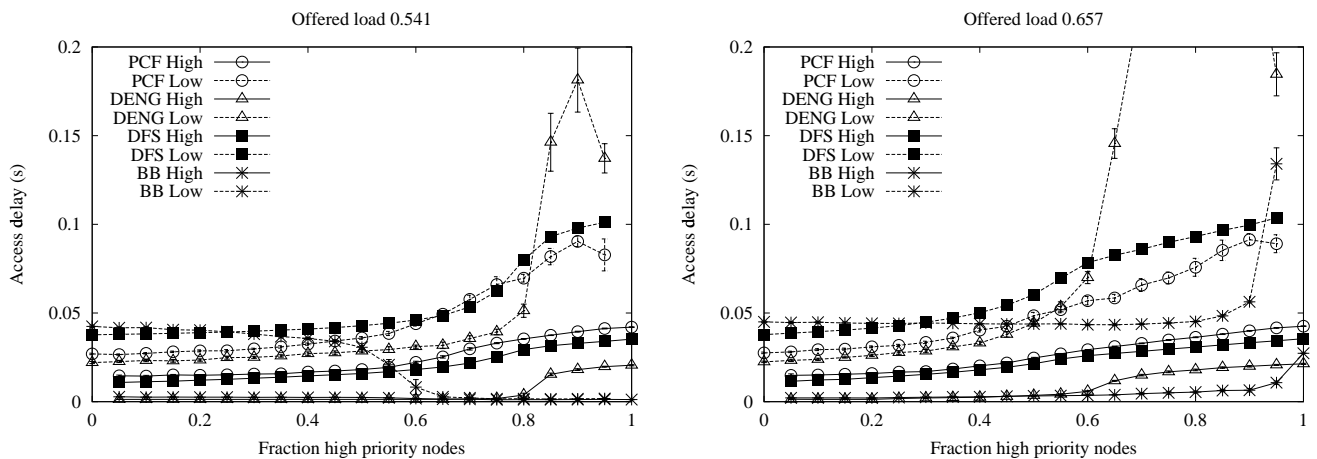 Offered load 0.541
0.2
0.15
0.1
0.05
0
Access delay (s)
PCF High
PCF Low
DENG High
DENG Low
DFS High
DFS Low
BB High
BB Low
0 0.2 0.4 0.6 0.8 1
Fraction high priority nodes
Offered load 0.657
0.2
0.15
0.1
0.05
0
Access delay (s)
PCF High
PCF Low
DENG High
DENG Low
DFS High
DFS Low
BB High
BB Low
0 0.2 0.4 0.6 0.8 1
Fraction high priority nodes